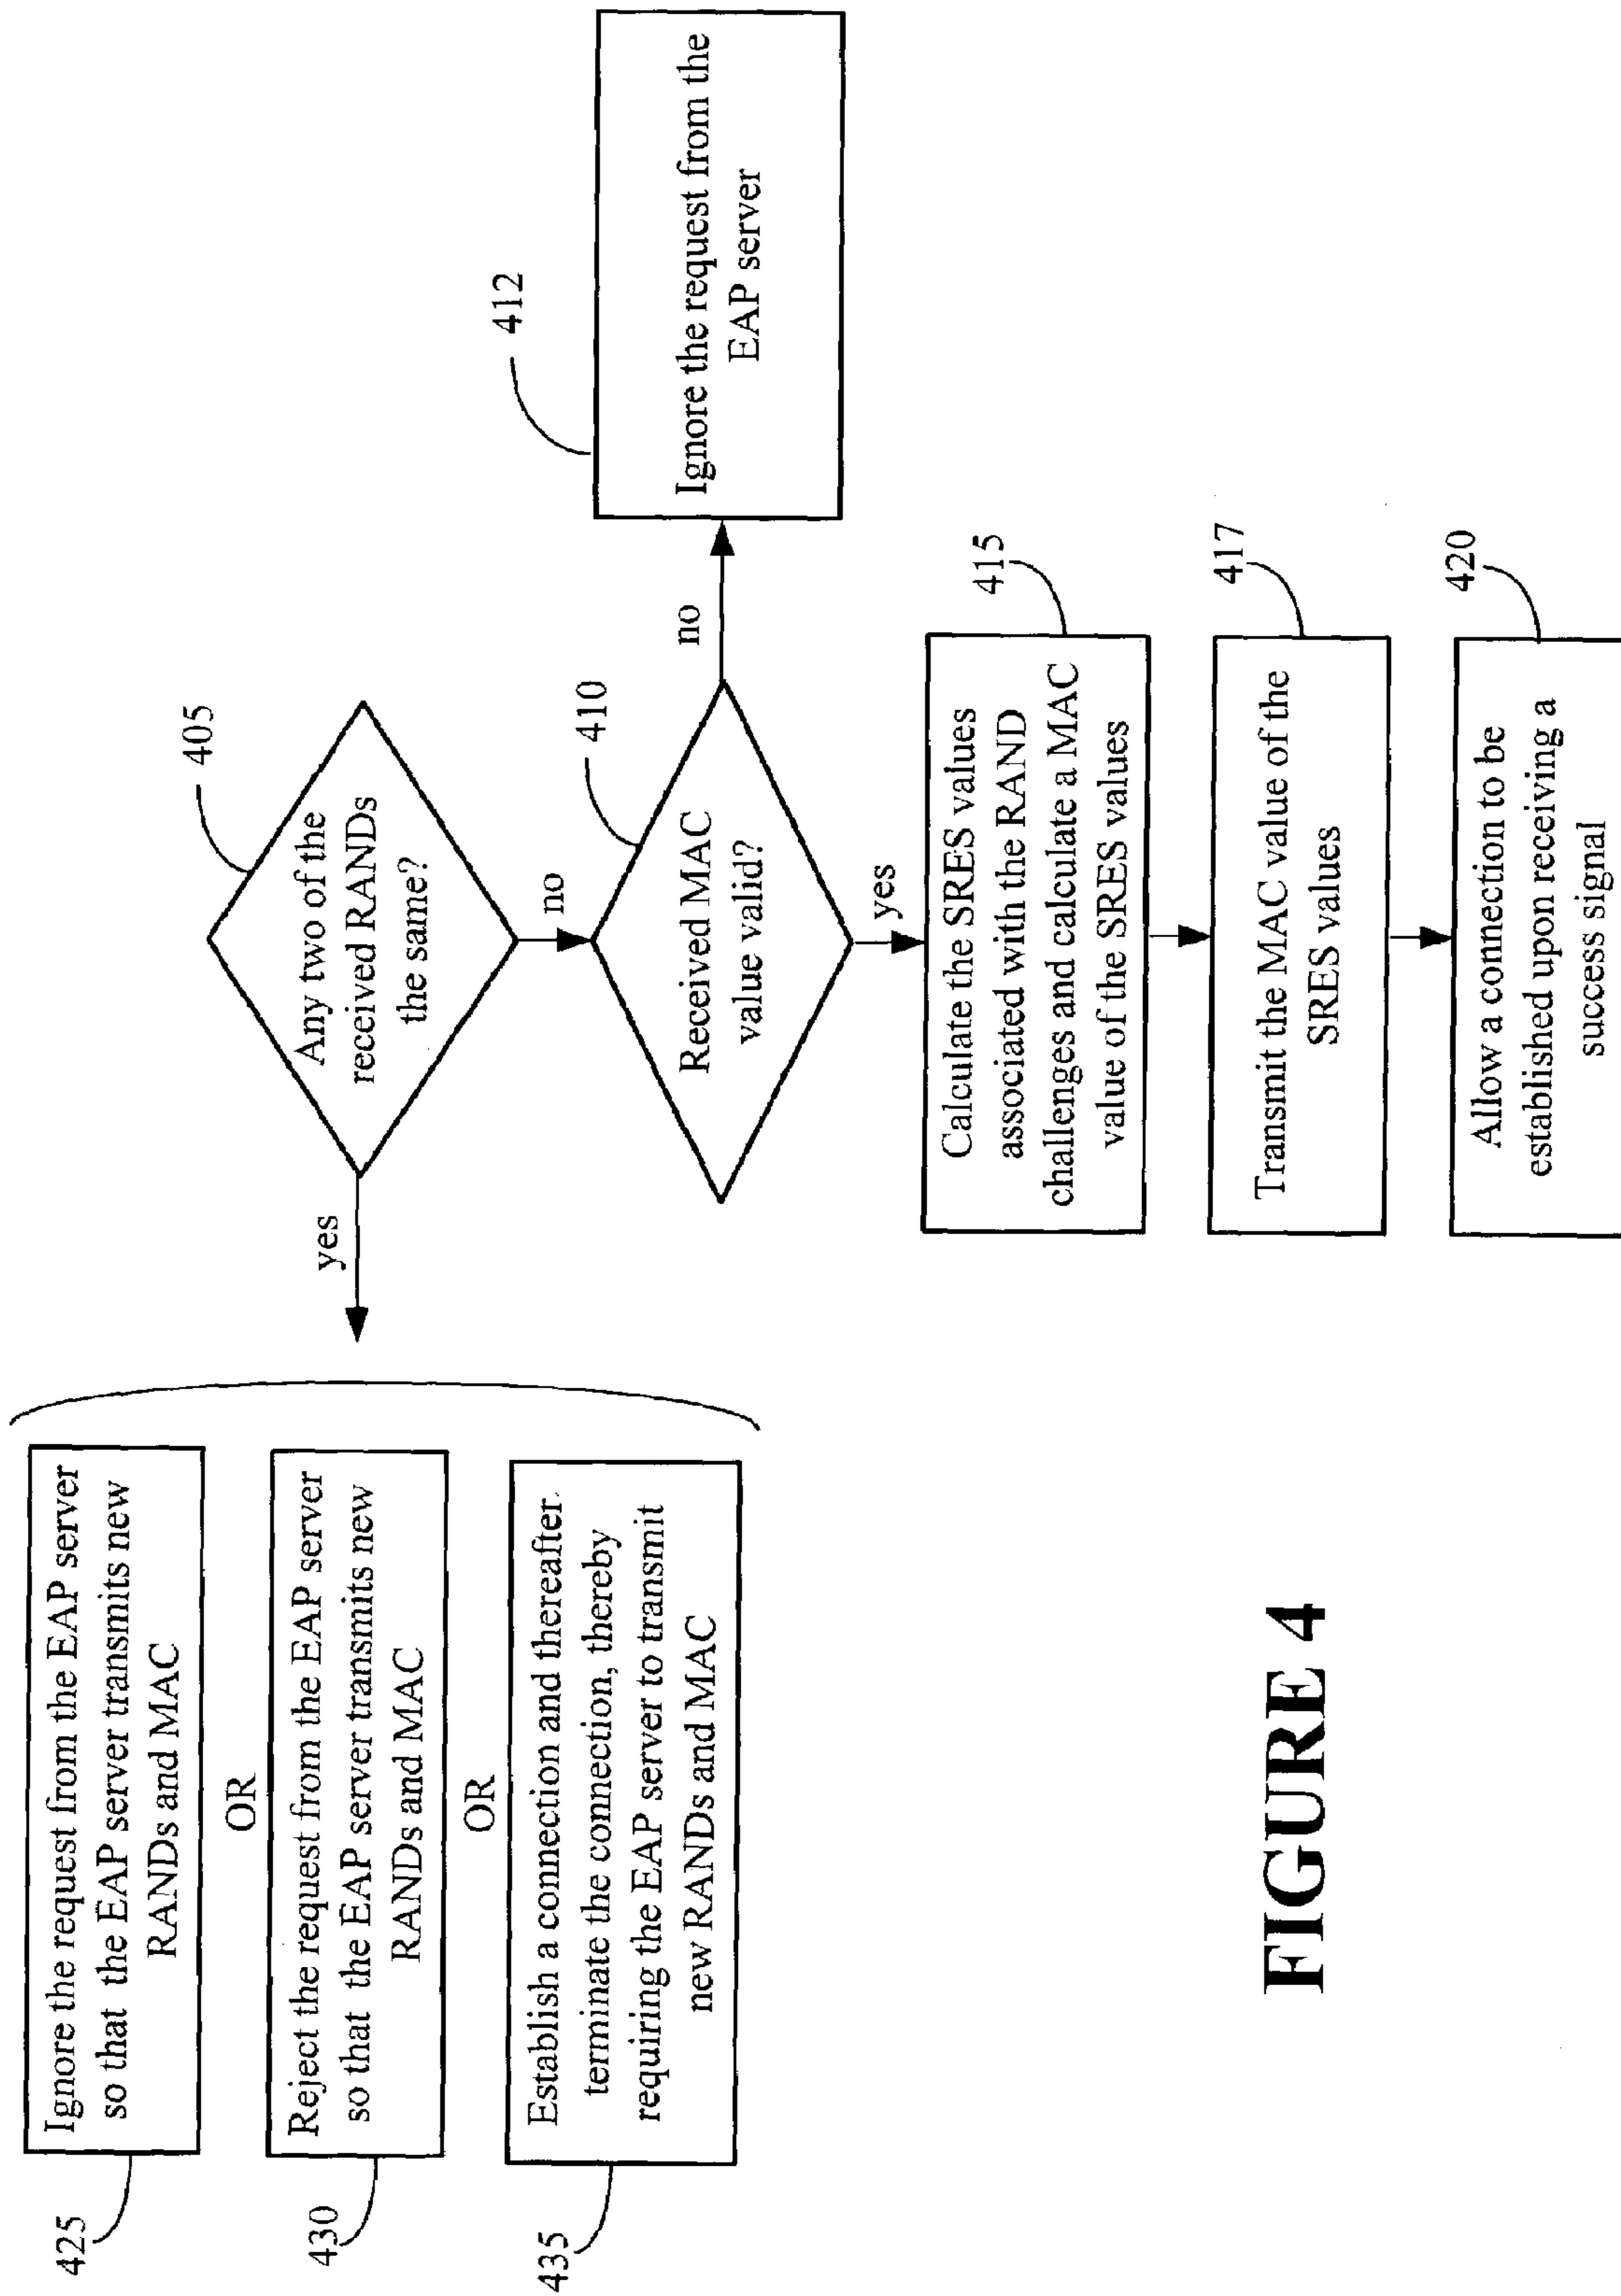 425
Ignore the request from the EAP server
so that the EAP server transmits new
RANDs and MAC
OR
430
Reject the request from the EAP server
so that the EAP server transmits new
RANDs and MAC
OR
435
Establish a connection and thereafter
terminate the connection, thereby
requiring the EAP server to transmit
new RANDs and MAC
yes
405
Any two of the
received RANDs
the same?
no
410
Received MAC
value valid?
no
412
Ignore the request from the
EAP server
yes
415
Calculate the SRES values
associated with the RAND
challenges and calculate a MAC
value of the SRES values
417
Transmit the MAC value of the
SRES values
420
Allow a connection to be
established upon receiving a
success signal
FIGURE 4